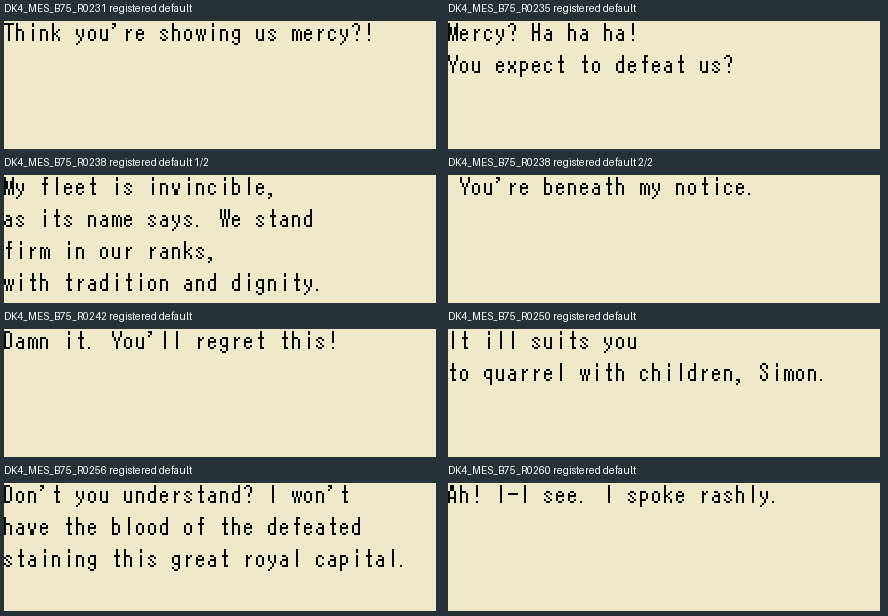 DK4_MES_B75_R0231 registered default
Think you're showing us mercy?!
DK4_MES_B75_R0235 registered default
Mercy? Ha ha ha!
You expect to defeat us?
DK4_MES_B75_R0238 registered default 1/2
My fleet is invincible,
as its name says. We stand
firm in our ranks,
with tradition and dignity.
DK4_MES_B75_R0238 registered default 2/2
You're beneath my notice.
DK4_MES_B75_R0242 registered default
Damn it. You'll regret this!
DK4_MES_B75_R0250 registered default
It ill suits you
to quarrel with children, Simon.
DK4_MES_B75_R0256 registered default
Don't you understand? I won't
have the blood of the defeated
staining this great royal capital.
DK4_MES_B75_R0260 registered default
Ah! I-I see. I spoke rashly.